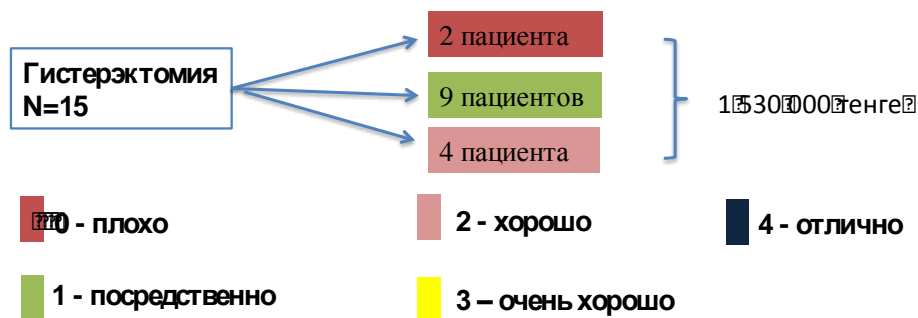 2 пациента
Гистерэктомия
N=15
9 пациентов
1 530 000 тенге
4 пациента
0 - плохо
2 - хорошо
4 - отлично
1 - посредственно
3 – очень хорошо